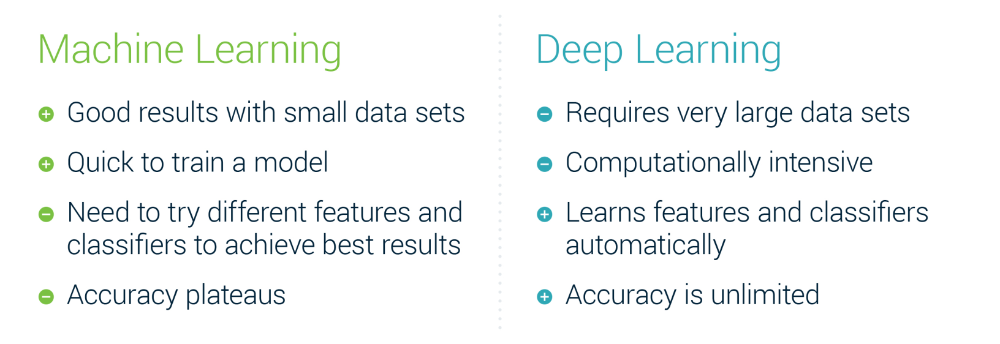 Machine Learning
Good results with small data sets
Quick to train a model
Need to try different features and
classifiers to achieve best results
Accuracy plateaus
Deep Learning
Requires very large data sets
Computationally intensive
Learns features and classifiers
automatically
Accuracy is unlimited